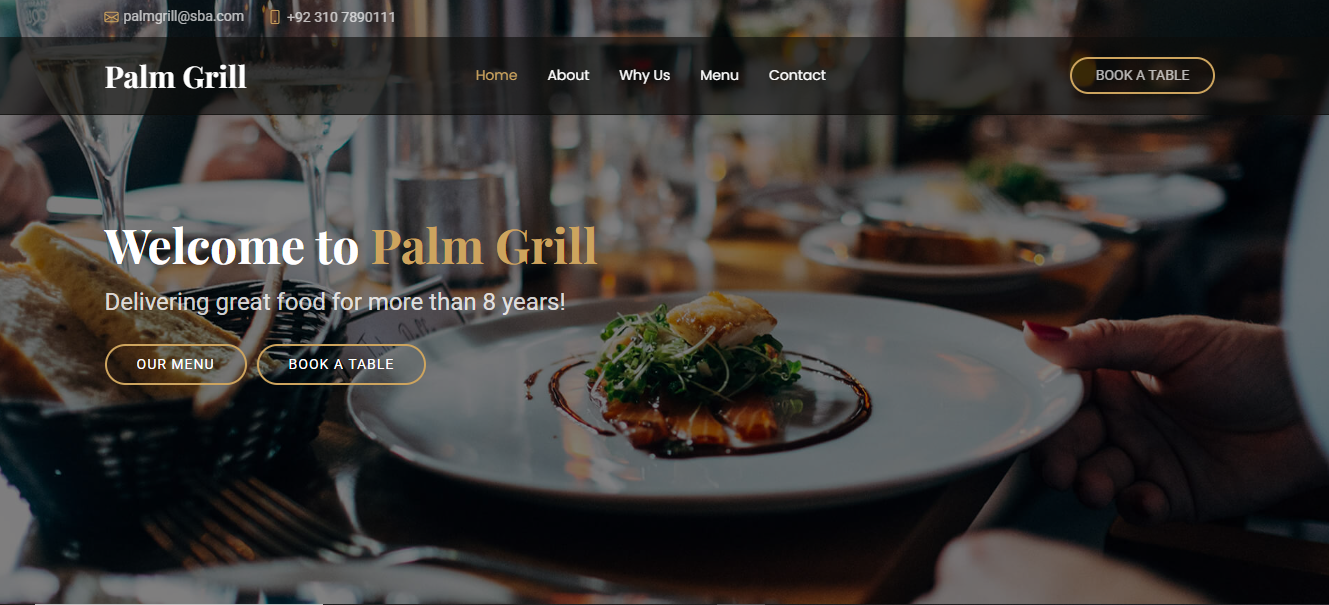 palmgrill@sba.com +92 310 7890111
Palm Grill Home About Why Us Menu Contact BOOK A TABLE
Welcome to Palm Grill
Delivering great food for more than 8 years!
OUR MENU BOOK A TABLE